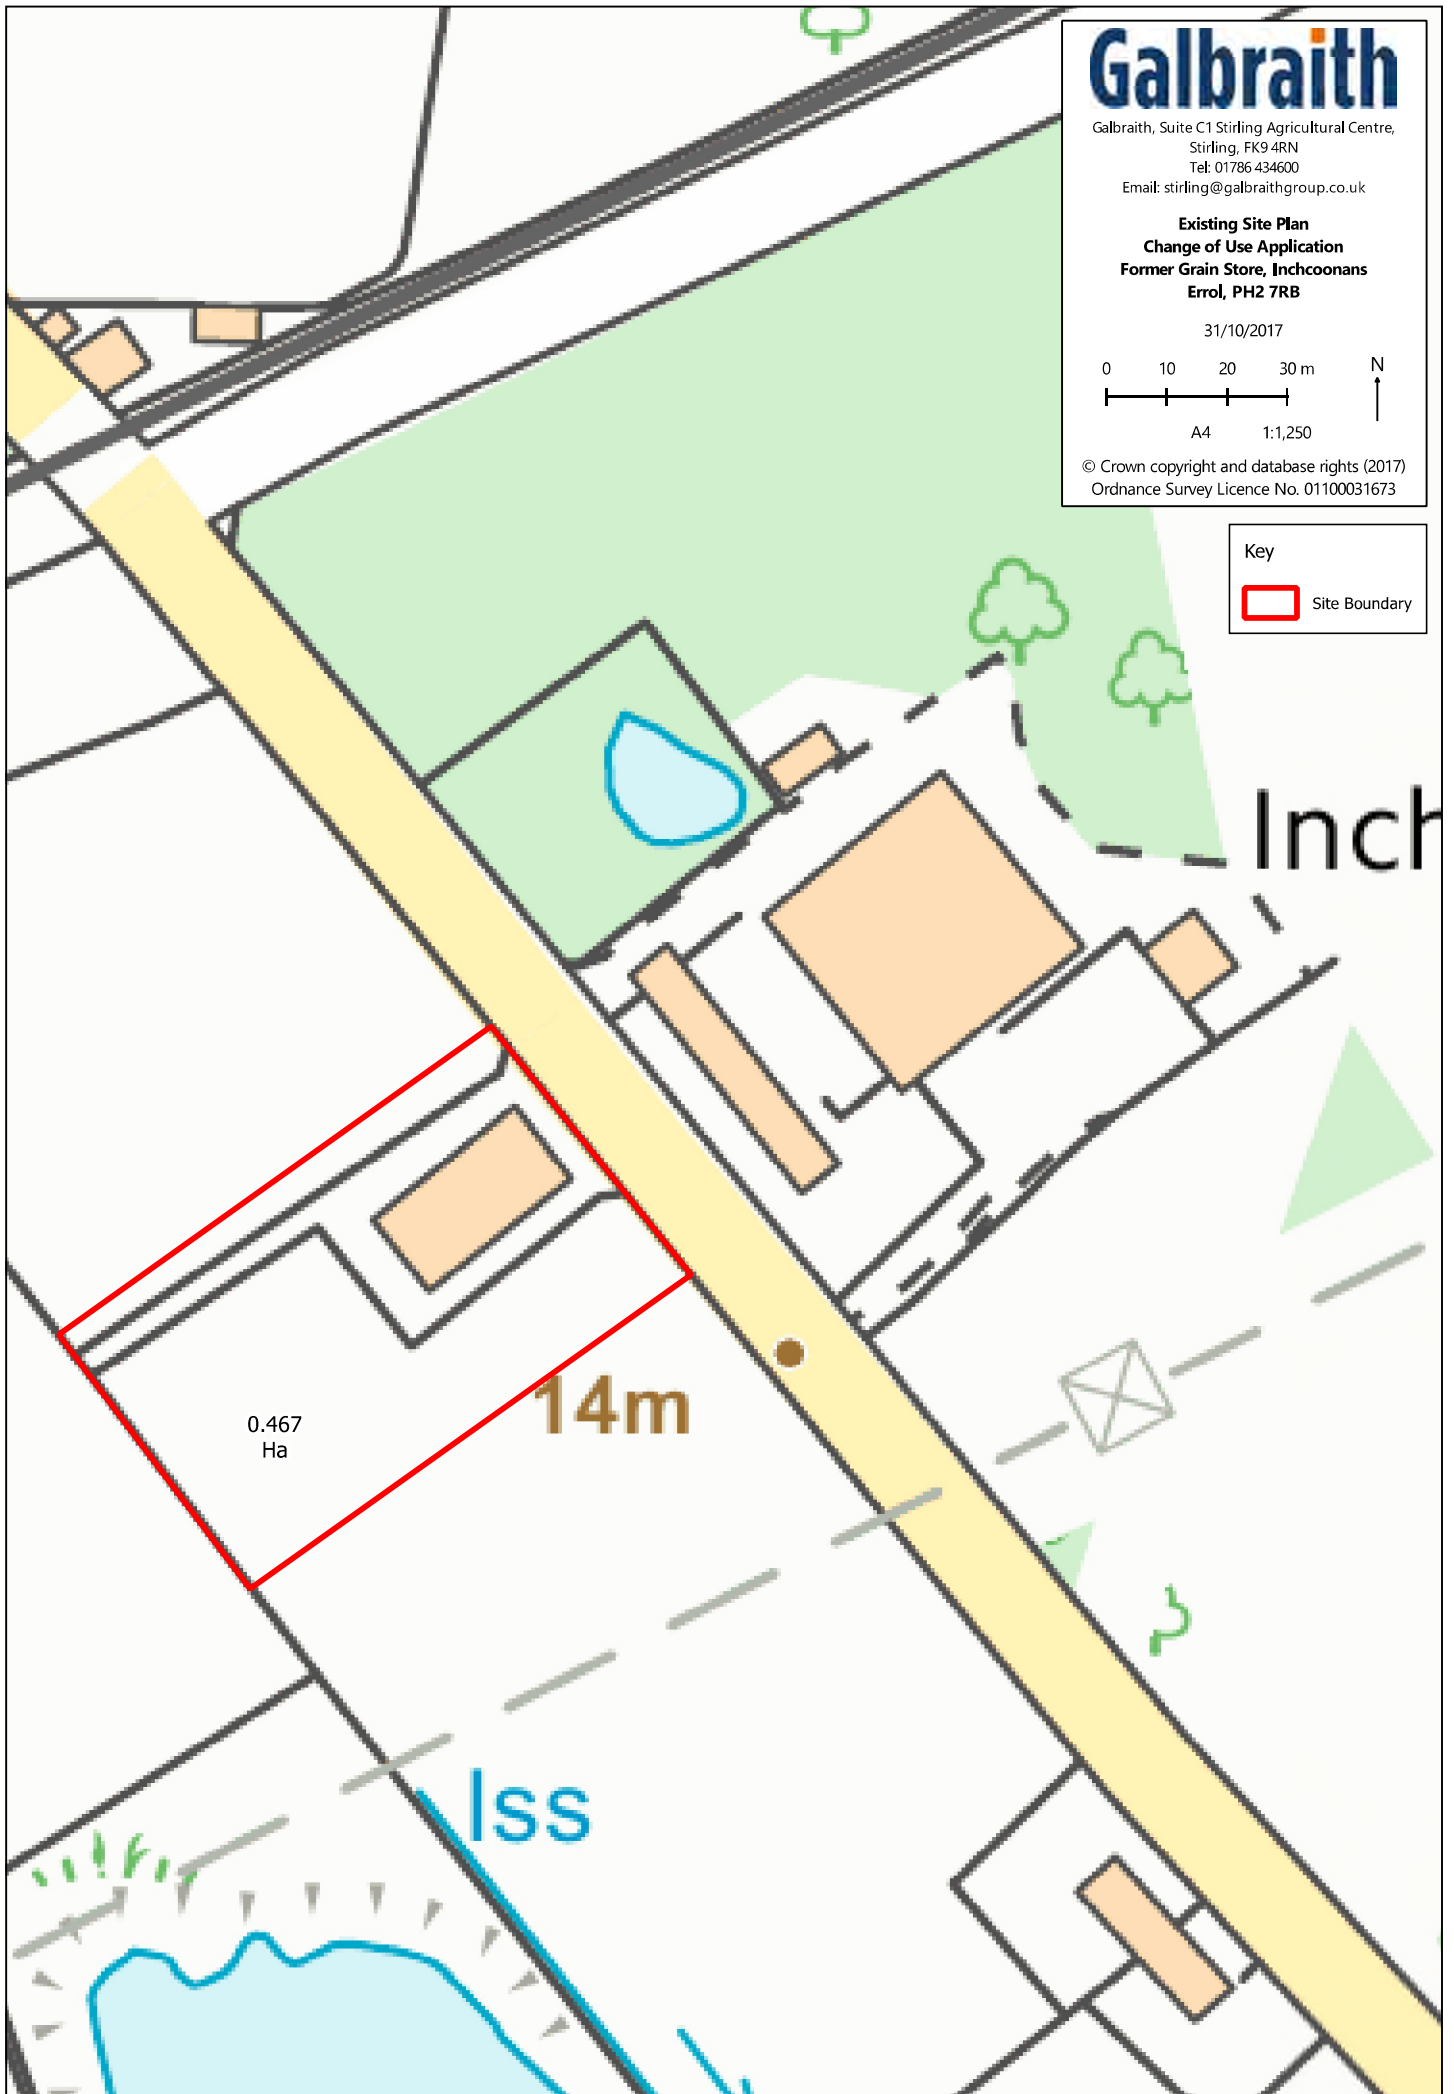 Galbraith
Galbraith, Suite C1 Stirling Agricultural Centre,
Stirling, FK9 4RN
Tel: 01786 434600
Email: stirling@galbraithgroup.co.uk
Existing Site Plan
Change of Use Application
Former Grain Store, Inchcoonans
Errol, PH2 7RB
31/10/2017
0 10 20 30 m
N
A4 1:1,250
© Crown copyright and database rights (2017)
Ordnance Survey Licence No. 01100031673
Key
Site Boundary
Inch
14m
0.467
Ha
Iss